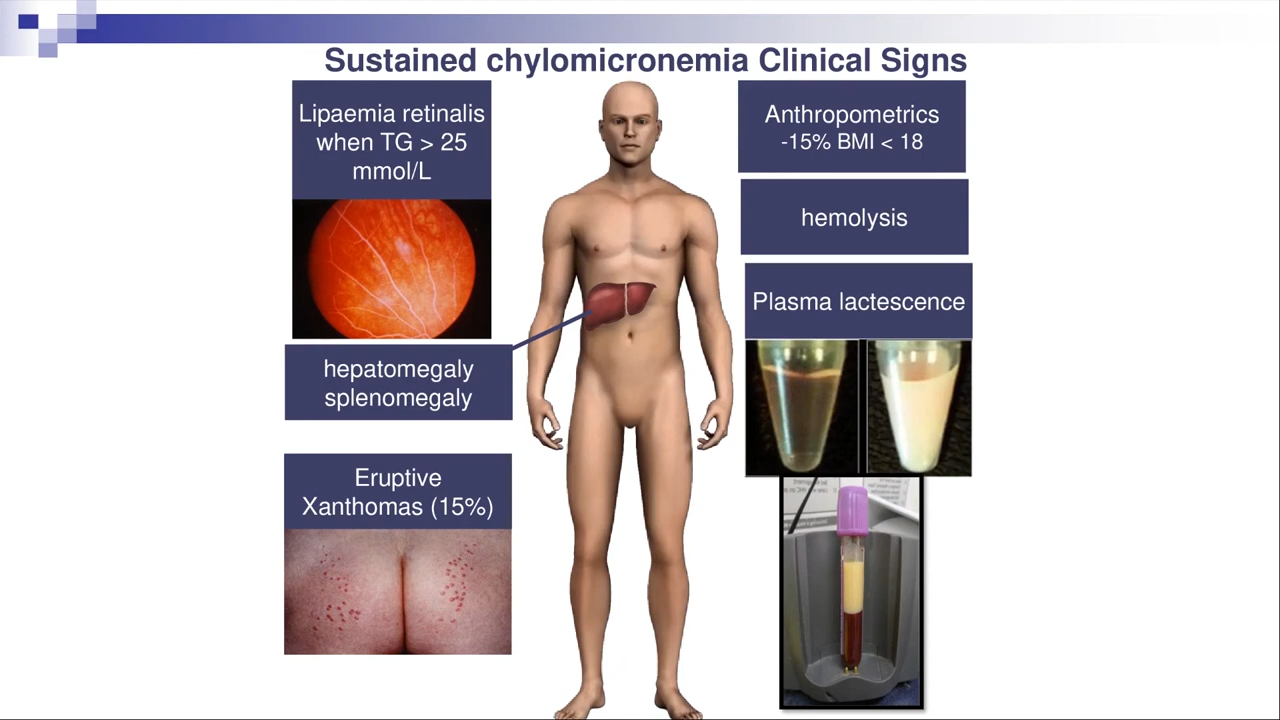 Sustained chylomicronemia Clinical Signs
Lipaemia retinalis
when TG > 25
mmol/L
hepatomegaly
splenomegaly
Eruptive
Xanthomas (15%)
Anthropometrics
-15% BMI < 18
hemolysis
Plasma lactescence